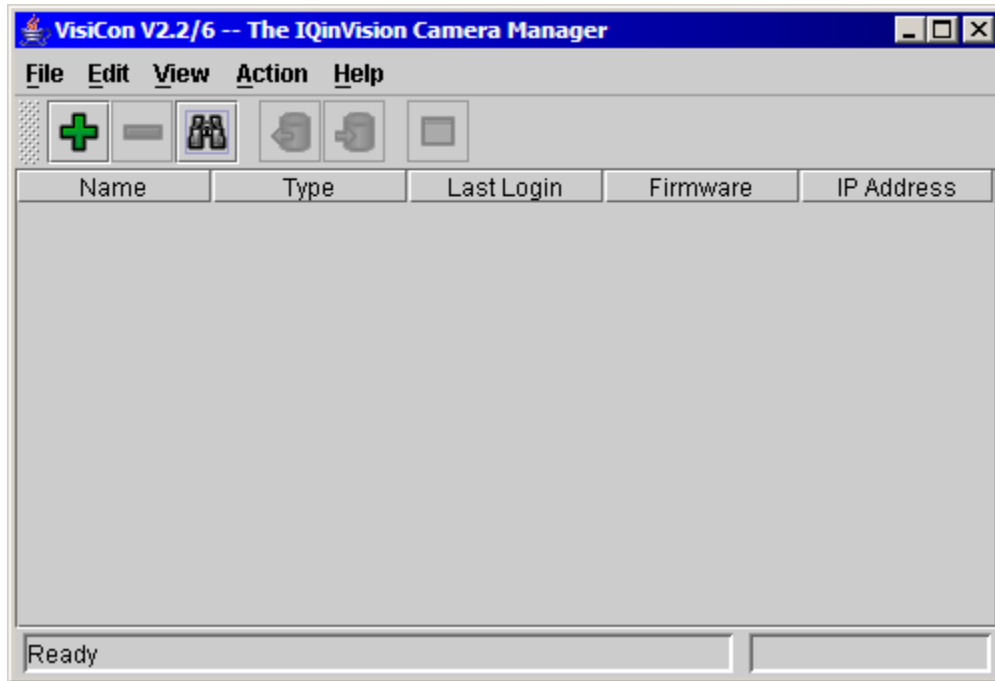 VisiCon V2.2/6 -- The IQinVision Camera Manager
File Edit View Action Help
Name Type Last Login Firmware IP Address
Ready